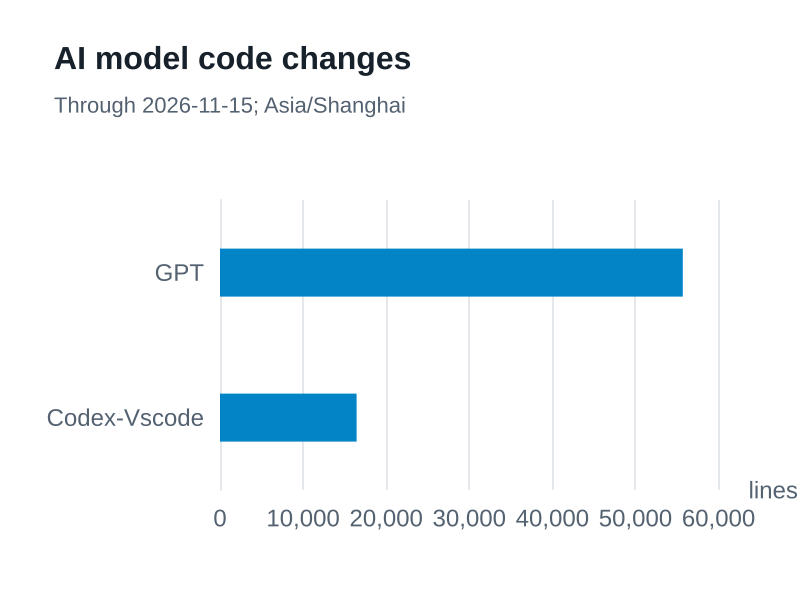 AI model code changes
Through 2026-11-15; Asia/Shanghai
GPT
Codex-Vscode
lines
0 10,000 20,000 30,000 40,000 50,000 60,000